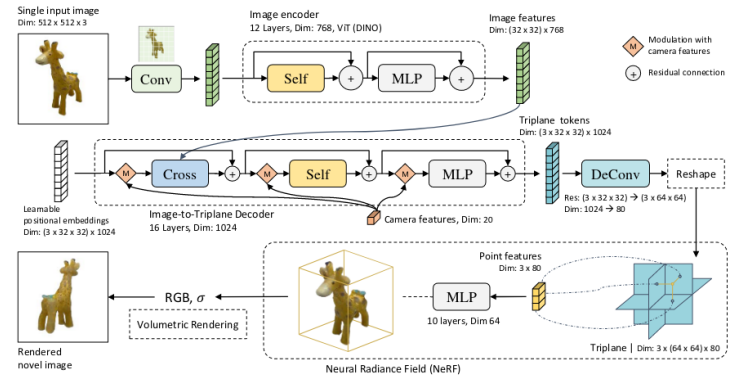 Single input image
Dim: 512 x 512 x 3
Conv
Image encoder
12 Layers, Dim: 768, ViT (DINO)
Self
+
MLP
+
Image features
Dim: (32 x 32) x 768
M
Modulation with
camera features
+
Residual connection
Learnable
positional embeddings
Dim: (3 x 32 x 32) x 1024
M
Cross
+
M
Self
+
M
MLP
+
Image-to-Triplane Decoder
16 Layers, Dim: 1024
Camera features, Dim: 20
Triplane tokens
Dim: (3 x 32 x 32) x 1024
DeConv
Res: (3 x 32 x 32) → (3 x 64 x 64)
Dim: 1024 → 80
Reshape
Triplane | Dim: 3 x (64 x 64) x 80
Point features
Dim: 3 x 80
MLP
10 layers, Dim 64
Neural Radiance Field (NeRF)
RGB, σ
Volumetric Rendering
Rendered
novel image